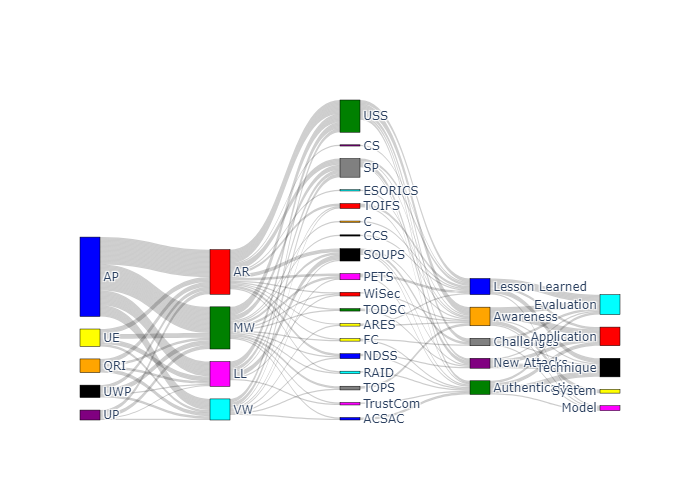 AP
UE
QRI
UWP
UP
AR
MW
LL
VW
USS
CS
SP
ESORICS
TOIFS
C
CCS
SOUPS
PETS
WiSec
TODSC
ARES
FC
NDSS
RAID
TOPS
TrustCom
ACSAC
Lesson Learned
Awareness
Challenges
New Attacks
Authentication
Evaluation
Application
Technique
System
Model